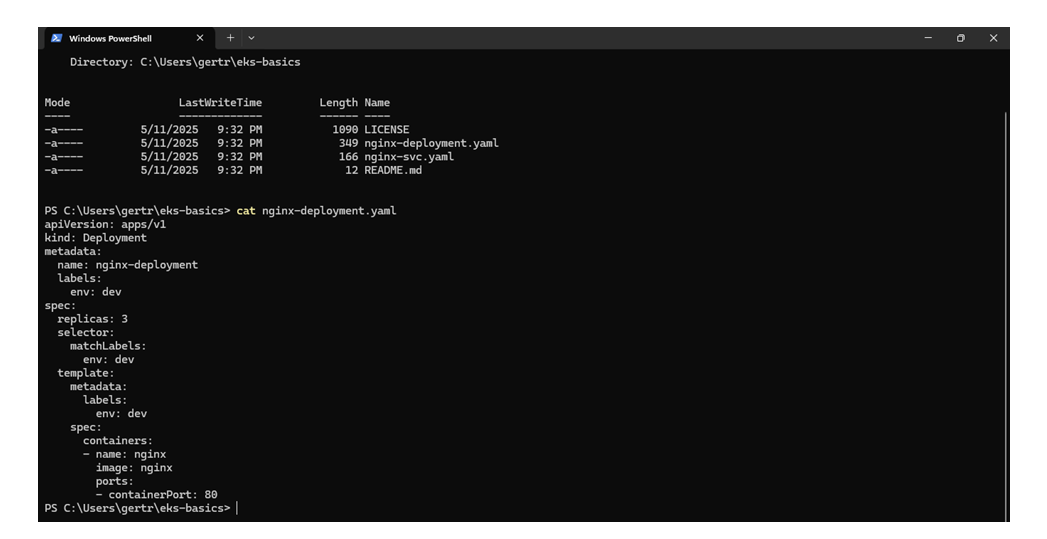 Windows PowerShell
Directory: C:\Users\gertr\eks-basics
Mode LastWriteTime Length Name
---- ------------- ------ ----
-a---- 5/11/2025 9:32 PM 1090 LICENSE
-a---- 5/11/2025 9:32 PM 349 nginx-deployment.yaml
-a---- 5/11/2025 9:32 PM 166 nginx-svc.yaml
-a---- 5/11/2025 9:32 PM 12 README.md
PS C:\Users\gertr\eks-basics> cat nginx-deployment.yaml
apiVersion: apps/v1
kind: Deployment
metadata:
  name: nginx-deployment
  labels:
    env: dev
spec:
  replicas: 3
  selector:
    matchLabels:
      env: dev
  template:
    metadata:
      labels:
        env: dev
    spec:
      containers:
      - name: nginx
        image: nginx
        ports:
        - containerPort: 80
PS C:\Users\gertr\eks-basics>